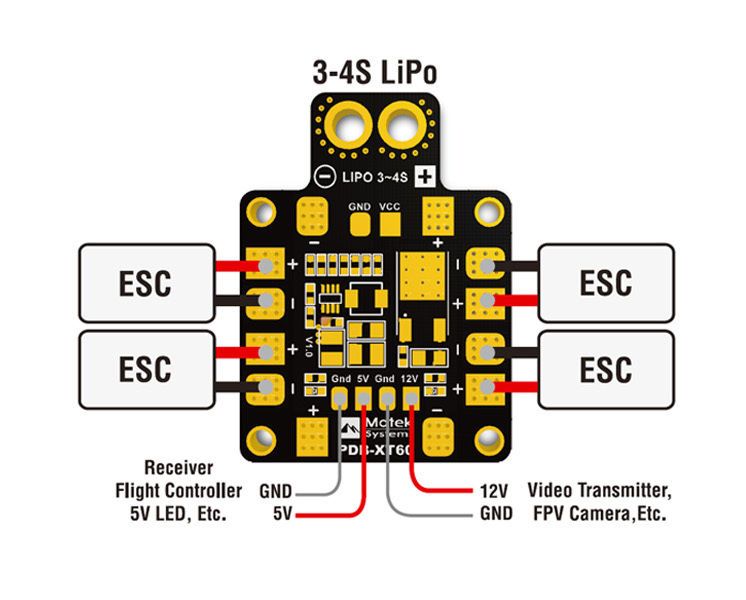 3-4S LiPo
− LIPO 3~4S +
GND VCC
− +
ESC + − ESC
− +
ESC + − ESC
− +
V1.0
Gnd 5V Gnd 12V
+ −
Matek
System
PDB-XT60
Receiver
Flight Controller
5V LED, Etc.
GND
5V
12V
GND
Video Transmitter,
FPV Camera,Etc.